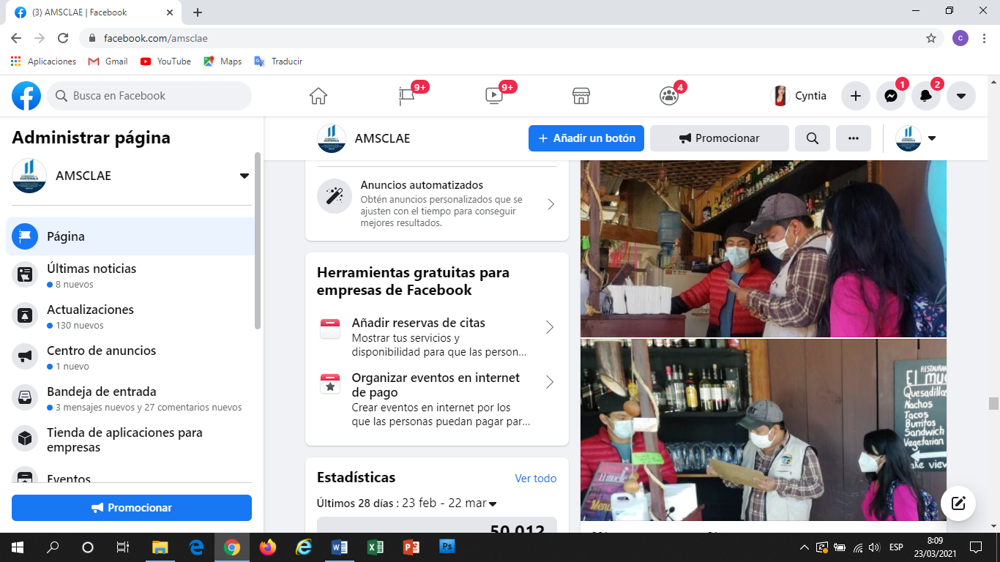 (3) AMSCLAE | Facebook
facebook.com/amsclae
C
Aplicaciones
Gmail
YouTube
Maps
Traducir
Busca en Facebook
9+
9+
4
Cyntia
1
2
Administrar página
AMSCLAE
Página
Últimas noticias
8 nuevos
Actualizaciones
130 nuevos
Centro de anuncios
1 nuevo
Bandeja de entrada
3 mensajes nuevos y 27 comentarios nuevos
Tienda de aplicaciones para
empresas
Eventos
Promocionar
AMSCLAE
+ Añadir un botón
Promocionar
Anuncios automatizados
Obtén anuncios personalizados que se
ajusten con el tiempo para conseguir
mejores resultados.
Herramientas gratuitas para
empresas de Facebook
Añadir reservas de citas
Mostrar tus servicios y
disponibilidad para que las person...
Organizar eventos en internet
de pago
Crear eventos en internet por los
que las personas puedan pagar par...
Estadísticas
Ver todo
Últimos 28 días : 23 feb - 22 mar
50.012
El muelle
Menu
RESTAURAN
El mue
Quesadillas
Nachos
Tacos
Burritos
Sandwich
Vegetarian
ake view
ESP
8:09
23/03/2021